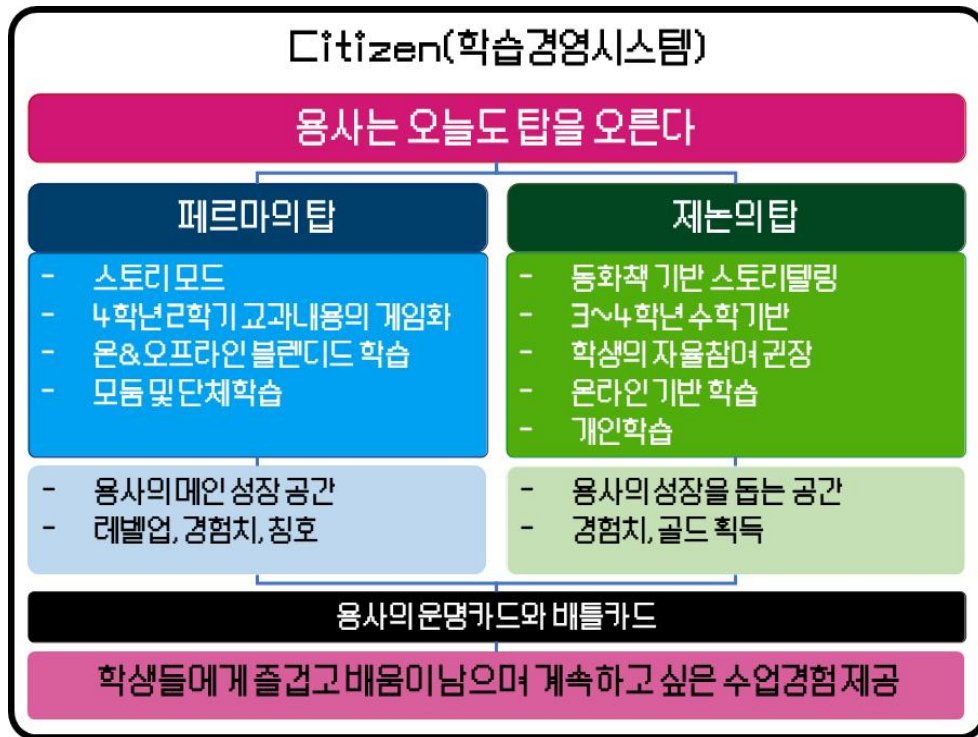 Citizen(학습경영시스템)
용사는 오늘도 탑을 오른다
페르마의 탑
- 스토리 모드
- 4학년 2학기 교과내용의 게임화
- 온&오프라인 블렌디드 학습
- 모둠 및 단체학습
- 용사의 메인 성장 공간
- 레벨업, 경험치, 칭호
제논의 탑
- 동화책 기반 스토리텔링
- 3~4학년 수학기반
- 학생의 자율참여 권장
- 온라인 기반 학습
- 개인학습
- 용사의 성장을 돕는 공간
- 경험치, 골드 획득
용사의 운명카드와 배틀카드
학생들에게 즐겁고 배움이 남으며 계속하고 싶은 수업경험 제공